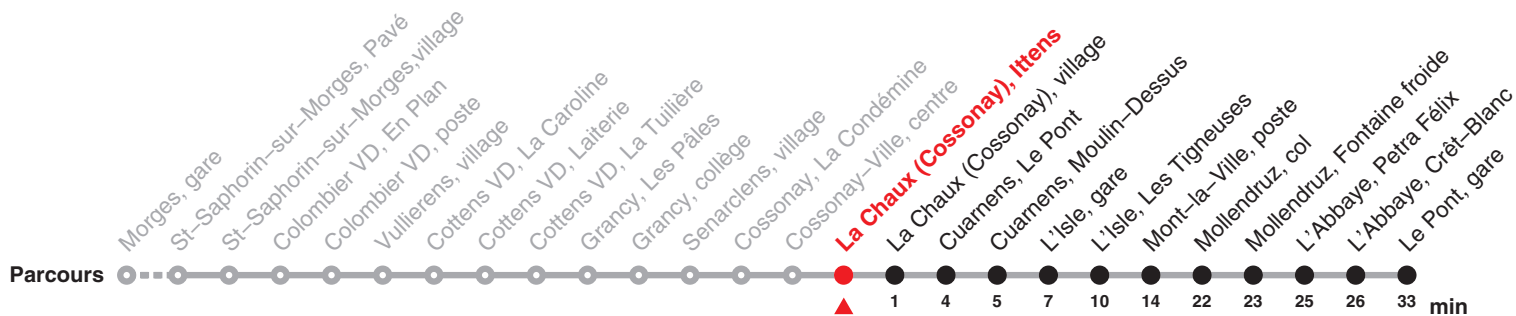 Morges, gare
St–Saphorin–sur–Morges, Pavé
St–Saphorin–sur–Morges,village
Colombier VD, En Plan
Colombier VD, poste
Vullierens, village
Cottens VD, La Caroline
Cottens VD, Laiterie
Cottens VD, La Tuilière
Grancy, Les Pâles
Grancy, collège
Senarclens, village
Cossonay, La Condémine
Cossonay–Ville, centre
La Chaux (Cossonay), Ittens
La Chaux (Cossonay), village
Cuarnens, Le Pont
Cuarnens, Moulin–Dessus
L'Isle, gare
L'Isle, Les Tigneuses
Mont–la–Ville, poste
Mollendruz, col
Mollendruz, Fontaine froide
L'Abbaye, Petra Félix
L'Abbaye, Crêt–Blanc
Le Pont, gare
Parcours
1 4 5 7 10 14 22 23 25 26 33 min